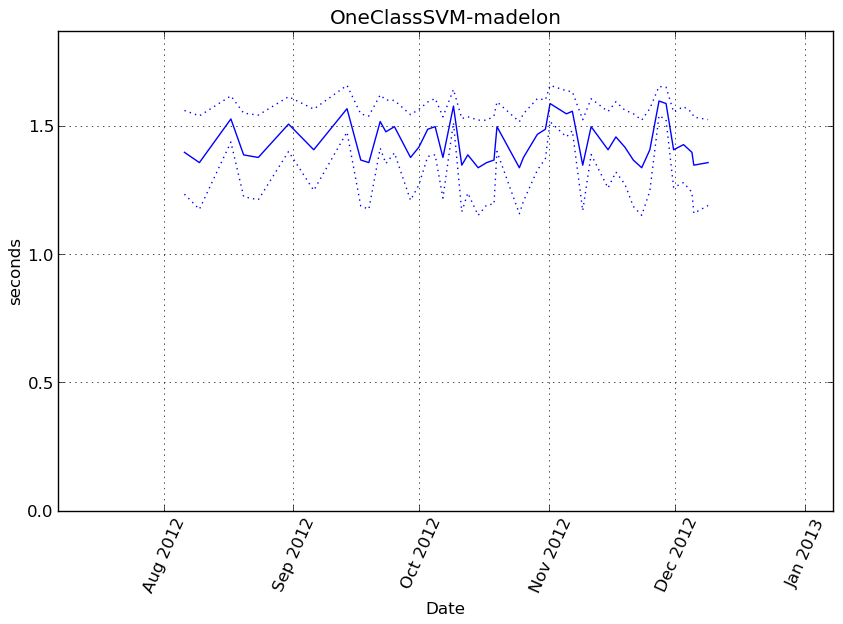 OneClassSVM-madelon
1.5
1.0
0.5
0.0
seconds
Aug 2012
Sep 2012
Oct 2012
Nov 2012
Dec 2012
Jan 2013
Date